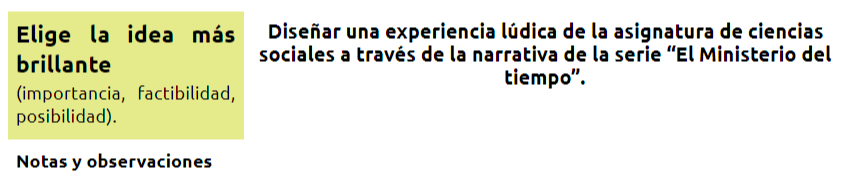 Elige la idea más
brillante
(importancia, factibilidad,
posibilidad).
Diseñar una experiencia lúdica de la asignatura de ciencias
sociales a través de la narrativa de la serie “El Ministerio del
tiempo”.
Notas y observaciones